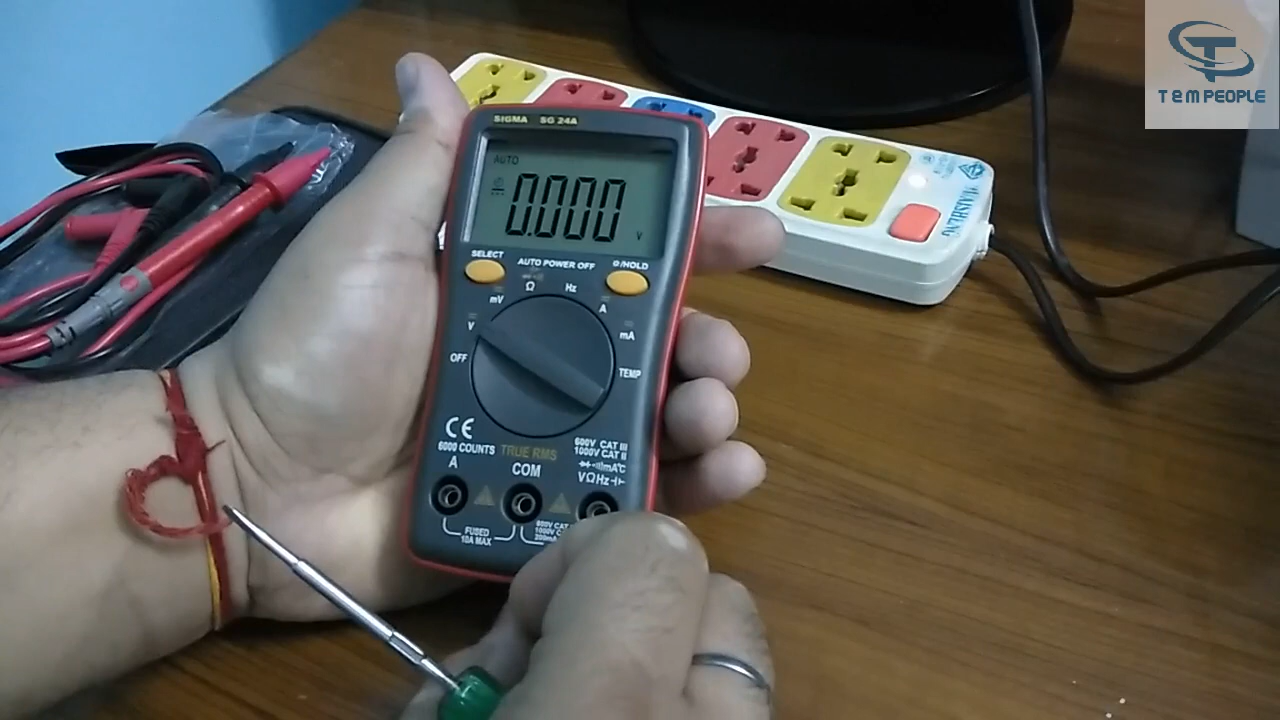 T&M PEOPLE
SIGMA SG 24A
AUTO
0.000
V
SELECT
AUTO POWER OFF
/HOLD
mV
Ω
Hz
A
V
mA
OFF
TEMP
CE
6000 COUNTS
TRUE RMS
600V CAT III
1000V CAT II
A
COM
mA°C
VΩHz
FUSED
10A MAX